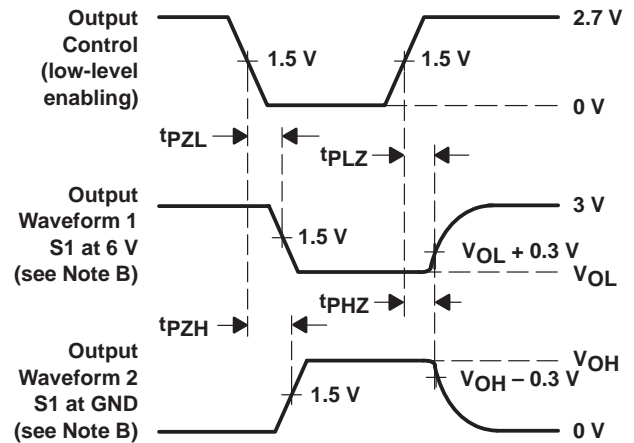 Output
Control
(low-level
enabling)
2.7 V
1.5 V
1.5 V
0 V
tPZL
tPLZ
Output
Waveform 1
S1 at 6 V
(see Note B)
3 V
1.5 V
VOL + 0.3 V
VOL
tPHZ
tPZH
Output
Waveform 2
S1 at GND
(see Note B)
VOH
VOH − 0.3 V
1.5 V
0 V